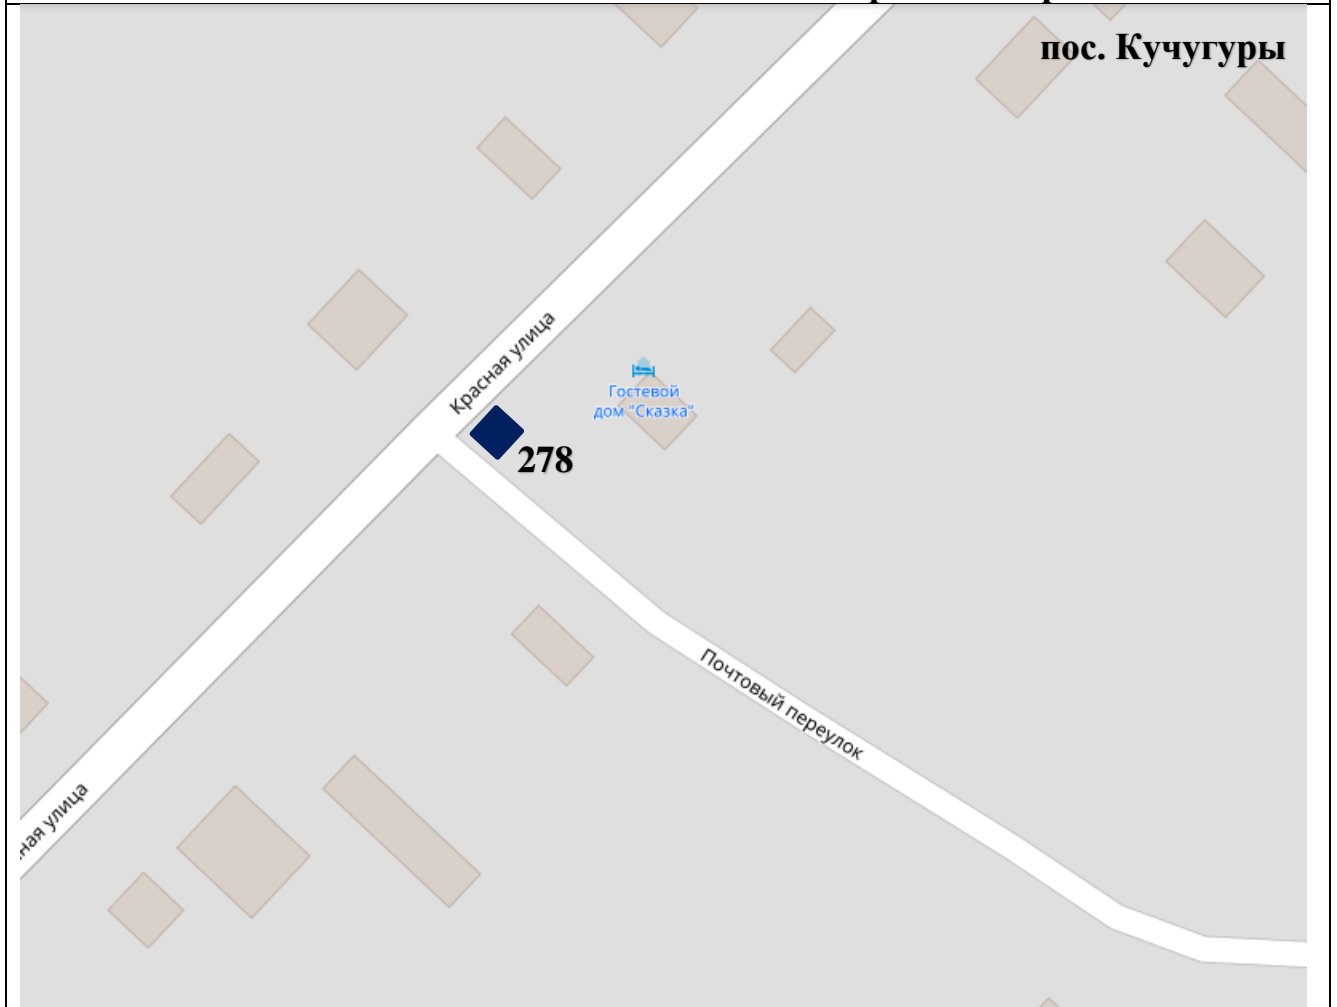 пос. Кучугуры
Красная улица
Гостевой
дом "Сказка"
278
Почтовый переулок
ная улица